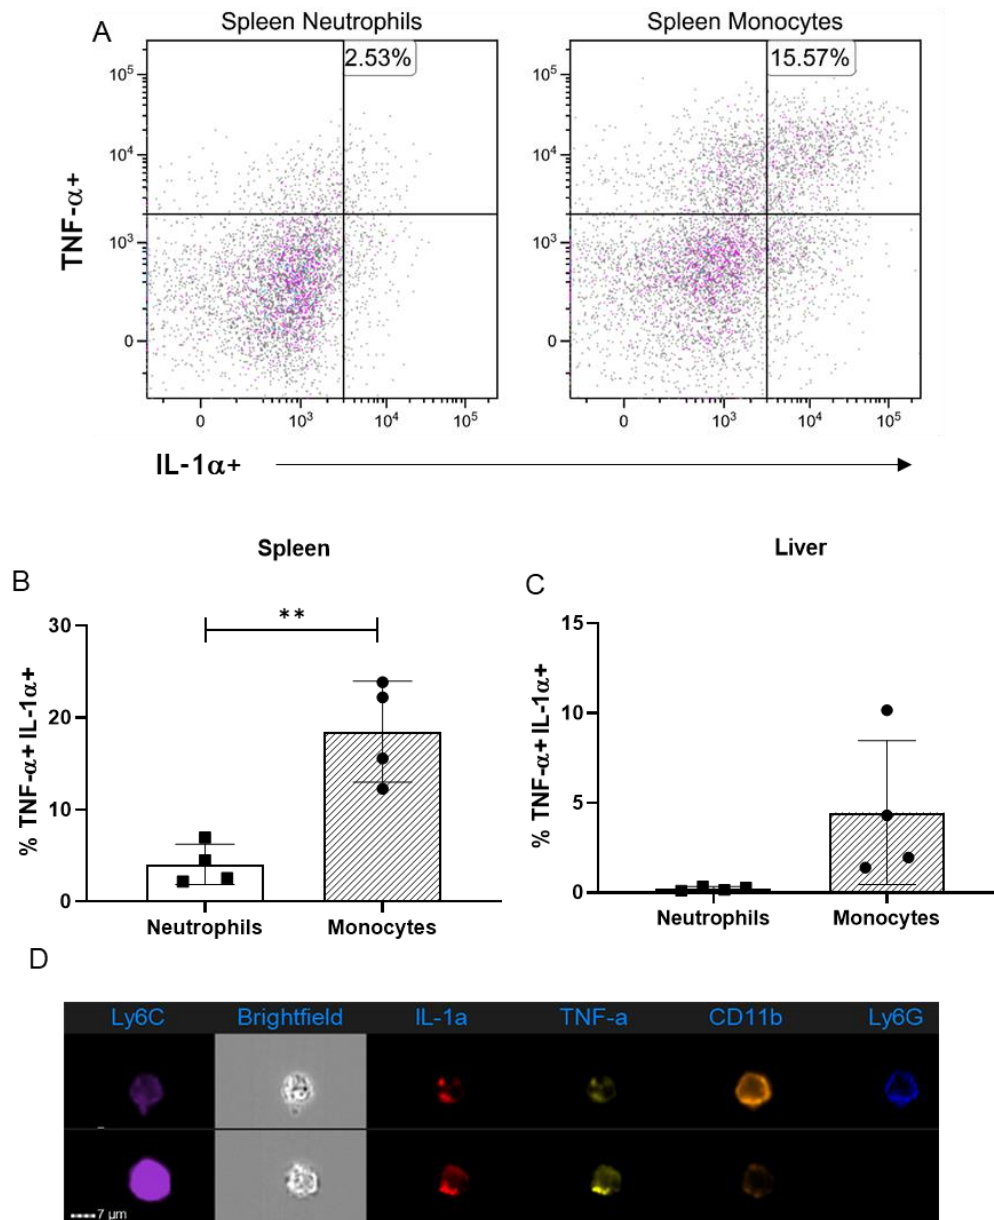 A
Spleen Neutrophils
Spleen Monocytes
2.53%
15.57%
TNF-α+
10⁵
10⁴
10³
0
10⁵
10⁴
10³
0
0 10³ 10⁴ 10⁵
0 10³ 10⁴ 10⁵
IL-1α+
Spleen
Liver
B
C
**
% TNF-α+ IL-1α+
30
20
10
0
Neutrophils Monocytes
% TNF-α+ IL-1α+
15
10
5
0
Neutrophils Monocytes
D
Ly6C Brightfield IL-1a TNF-a CD11b Ly6G
7 μm